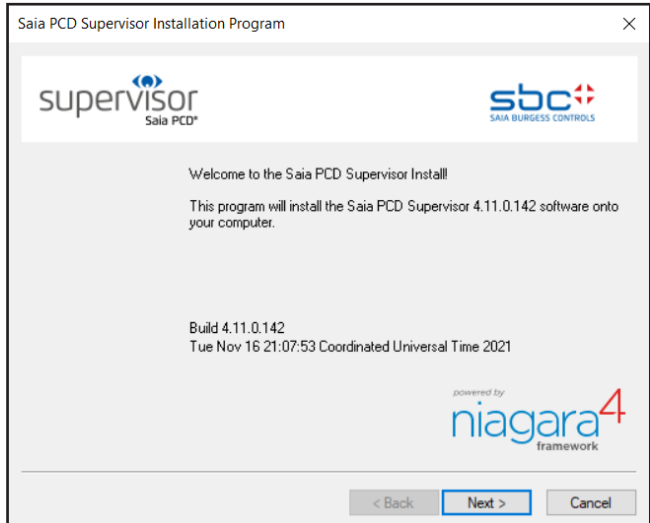 Saia PCD Supervisor Installation Program
supervisor
Saia PCD®
sbc
SAIA BURGESS CONTROLS
Welcome to the Saia PCD Supervisor Install!
This program will install the Saia PCD Supervisor 4.11.0.142 software onto
your computer.
Build 4.11.0.142
Tue Nov 16 21:07:53 Coordinated Universal Time 2021
powered by
niagara4
framework
< Back
Next >
Cancel